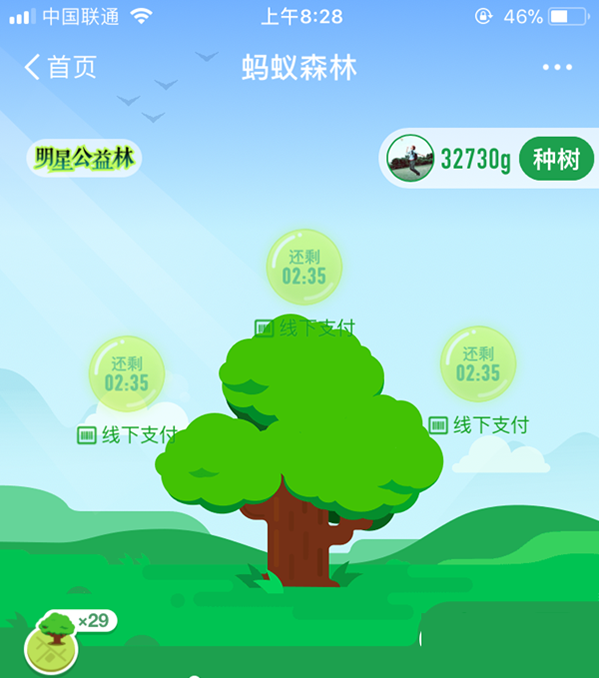 中国联通
上午8:28
46%
首页
蚂蚁森林
明星公益林
32730g
种树
还剩
02:35
线下支付
还剩
02:35
线下支付
还剩
02:35
线下支付
×29